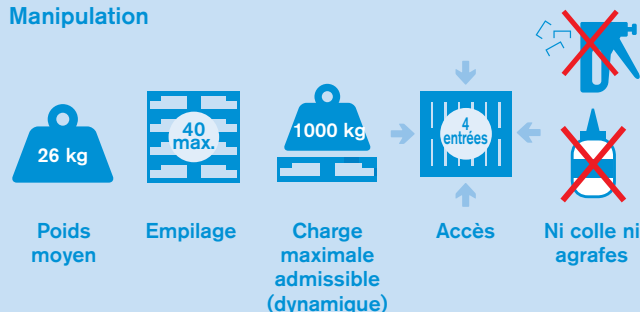 Manipulation
26 kg
Poids
moyen
40
max.
Empilage
1000 kg
Charge
maximale
admissible
(dynamique)
4
entrées
Accès
Ni colle ni
agrafes